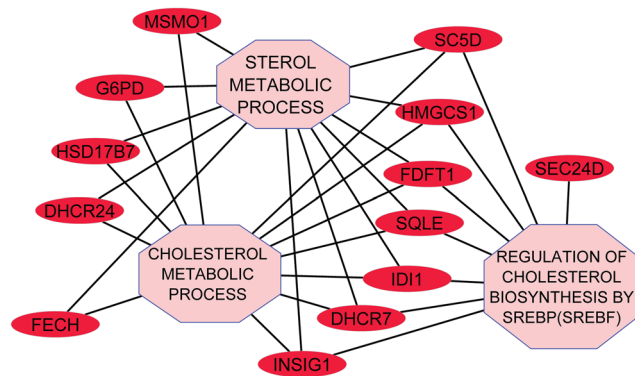 MSMO1
SC5D
STEROL
METABOLIC
PROCESS
G6PD
HMGCS1
HSD17B7
FDFT1
SEC24D
DHCR24
SQLE
CHOLESTEROL
METABOLIC
PROCESS
REGULATION OF
CHOLESTEROL
BIOSYNTHESIS BY
SREBP(SREBF)
IDI1
FECH
DHCR7
INSIG1